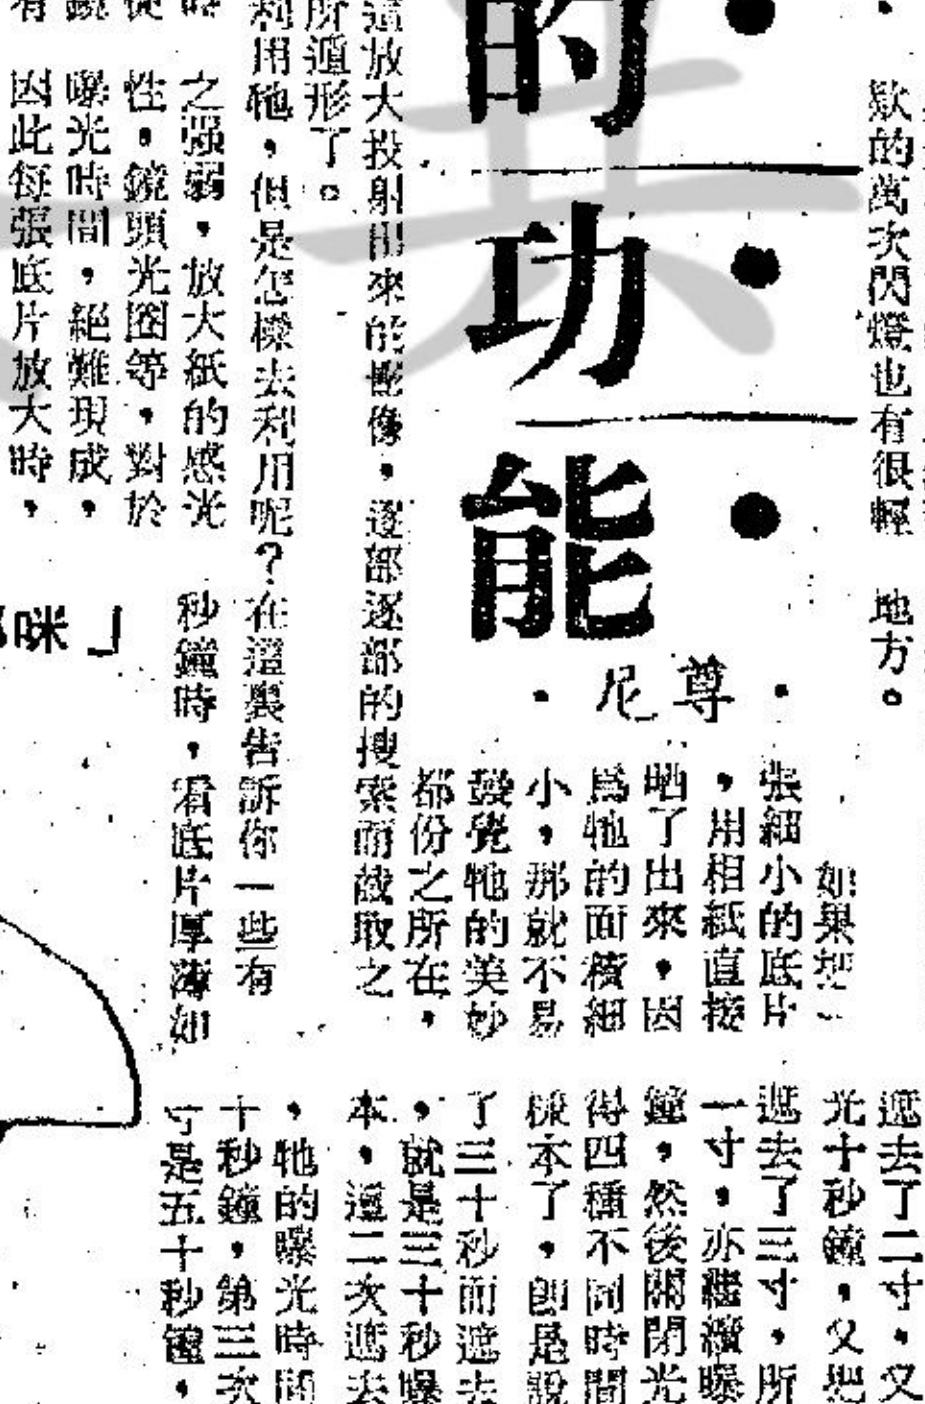 欵的萬次閃燈也有很輕
地方。
的功能
・尊尼・
如果把一
張細小的底片
，用相紙直接
晒了出來，因
爲牠的面積細
小，那就不易
發覺牠的美妙
都份之所在，
這放大投射出來的影像，逐部逐部的搜索而截取之
所遁形了。
利用牠，但是怎樣去利用呢？在這裏告訴你一些有
之强弱，放大紙的感光
性，鏡頭光圈等，對於
曝光時間，絕難現成，
因此每張底片放大時，
秒鐘時，看底片厚薄如
咪」
遮去了二寸，又
光十秒鐘，又把
遮去了三寸，所
一寸，亦繼續曝
鐘，然後關閉光
得四種不同時間
樣本了，卽是說
了三十秒而遮去
，就是三十秒曝
本，這二次遮去
，牠的曝光時間
十秒鐘，第三次
寸是五十秒鐘，